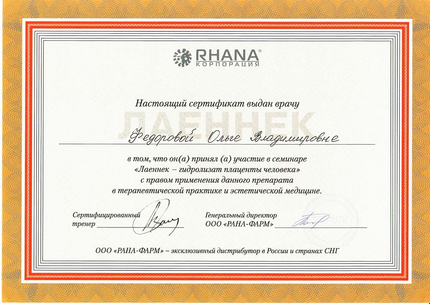 RHANA®
КОРПОРАЦИЯ
ЛАЕННЕК
Настоящий сертификат выдан врачу
Федоровой Ольге Владимировне
в том, что он(а) принял (а) участие в семинаре
«Лаеннек – гидролизат плаценты человека»
с правом применения данного препарата
в терапевтической практике и эстетической медицине.
Сертифицированный
тренер
Генеральный директор
ООО «РАНА-ФАРМ»
ООО «РАНА-ФАРМ» – эксклюзивный дистрибутор в России и странах СНГ